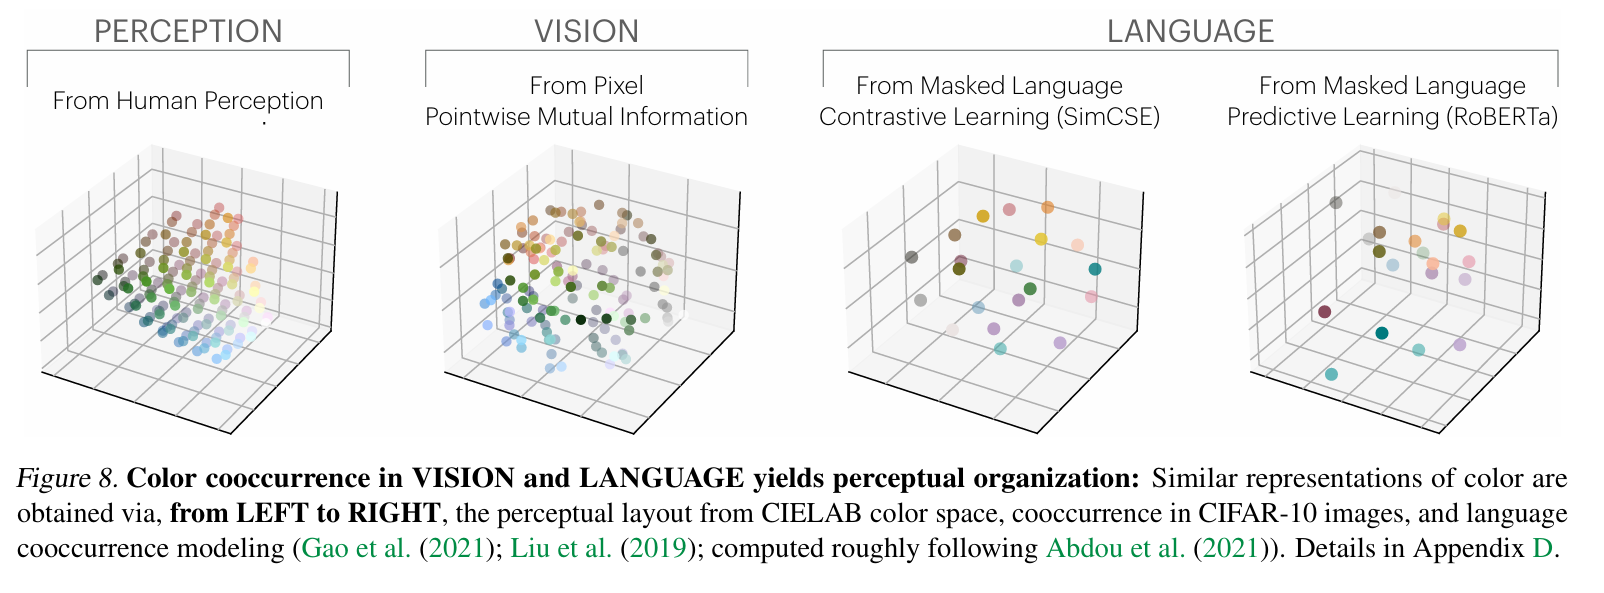 PERCEPTION
VISION
LANGUAGE
From Human Perception
.
From Pixel
Pointwise Mutual Information
From Masked Language
Contrastive Learning (SimCSE)
From Masked Language
Predictive Learning (RoBERTa)
Figure 8. Color cooccurrence in VISION and LANGUAGE yields perceptual organization: Similar representations of color are
obtained via, from LEFT to RIGHT, the perceptual layout from CIELAB color space, cooccurrence in CIFAR-10 images, and language
cooccurrence modeling (Gao et al. (2021); Liu et al. (2019); computed roughly following Abdou et al. (2021)). Details in Appendix D.